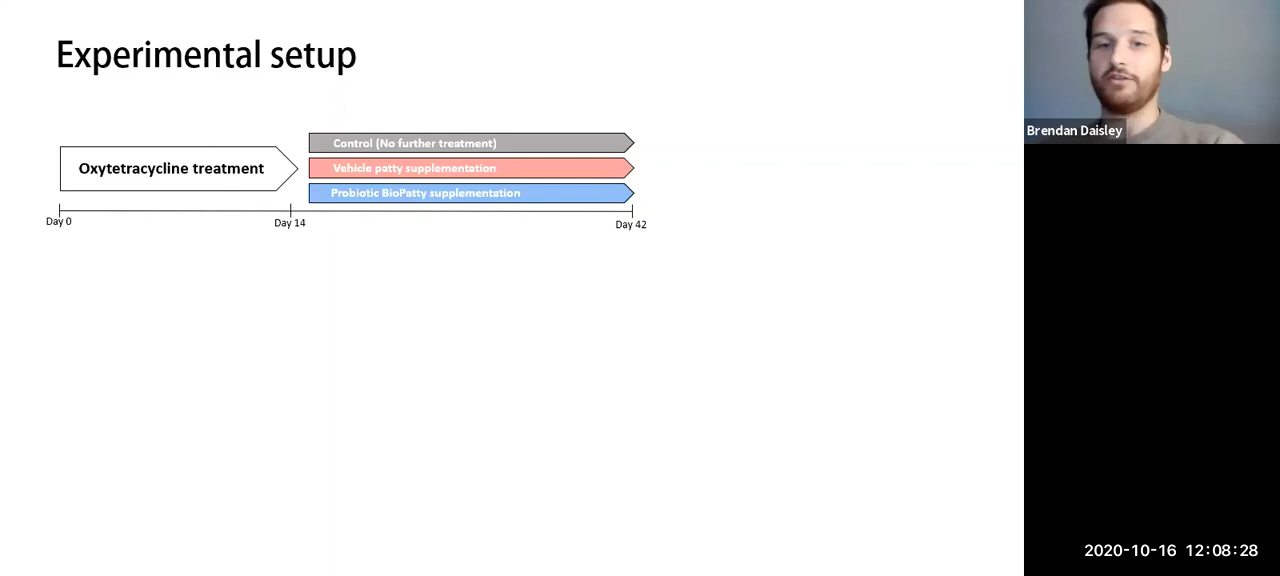 Experimental setup
Oxytetracycline treatment
Control (No further treatment)
Vehicle patty supplementation
Probiotic BioPatty supplementation
Day 0
Day 14
Day 42
Brendan Daisley
2020-10-16 12:08:28